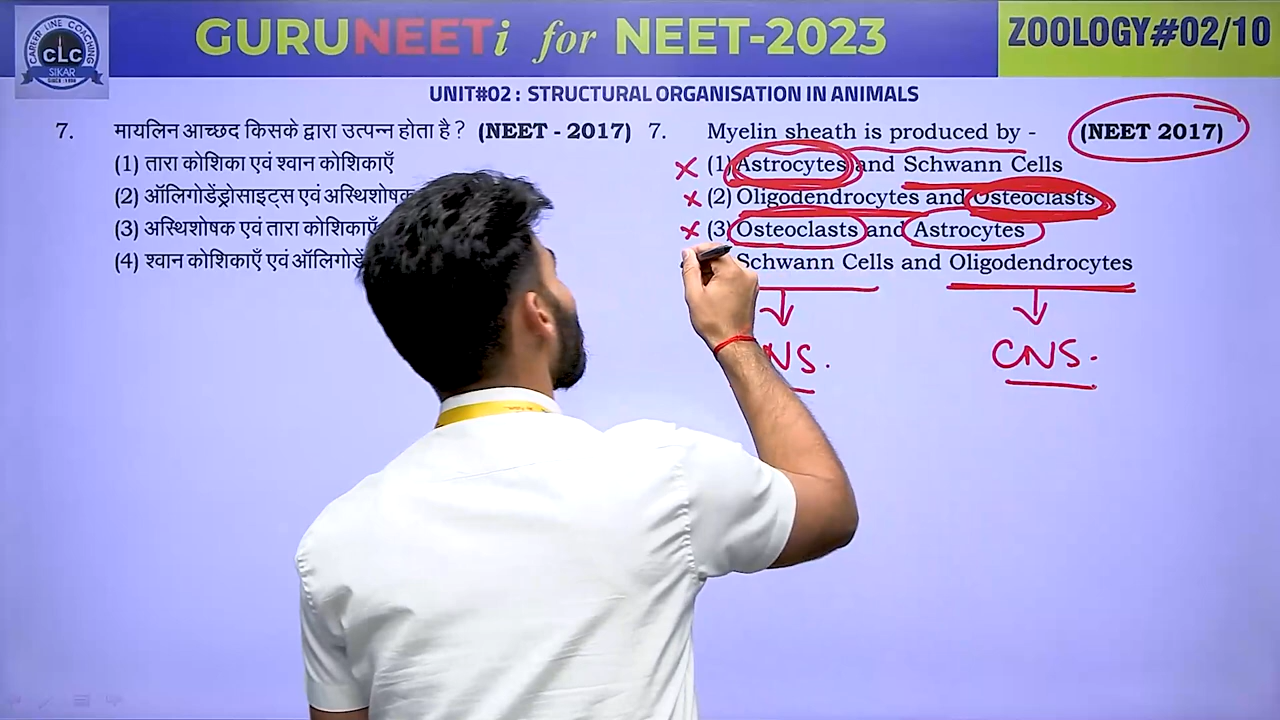 CAREER LINE COACHING
CLC
SIKAR
GURUNEETi for NEET-2023
ZOOLOGY#02/10
UNIT#02 : STRUCTURAL ORGANISATION IN ANIMALS
7. मायलिन आच्छद किसके द्वारा उत्पन्न होता है ? (NEET - 2017)
(1) तारा कोशिका एवं श्वान कोशिकाएँ
(2) ऑलिगोडेंड्रोसाइट्स एवं अस्थिशोषक
(3) अस्थिशोषक एवं तारा कोशिकाएँ
(4) श्वान कोशिकाएँ एवं
7. Myelin sheath is produced by - (NEET 2017)
(1) Astrocytes and Schwann Cells
(2) Oligodendrocytes and Osteoclasts
(3) Osteoclasts and Astrocytes
Schwann Cells and Oligodendrocytes
NS. CNS.